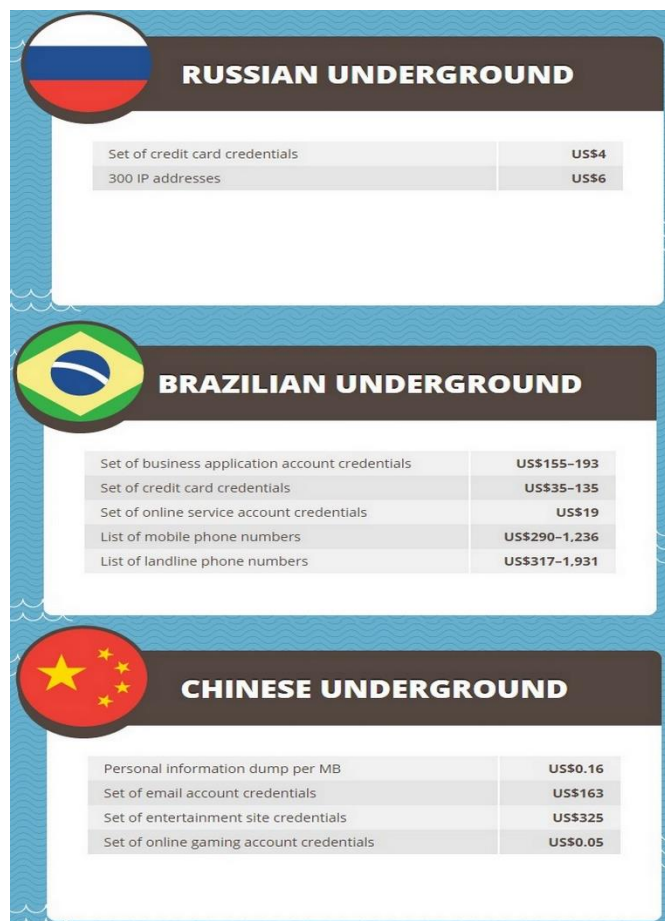 RUSSIAN UNDERGROUND
Set of credit card credentials US$4
300 IP addresses US$6
BRAZILIAN UNDERGROUND
Set of business application account credentials US$155–193
Set of credit card credentials US$35–135
Set of online service account credentials US$19
List of mobile phone numbers US$290–1,236
List of landline phone numbers US$317–1,931
CHINESE UNDERGROUND
Personal information dump per MB US$0.16
Set of email account credentials US$163
Set of entertainment site credentials US$325
Set of online gaming account credentials US$0.05